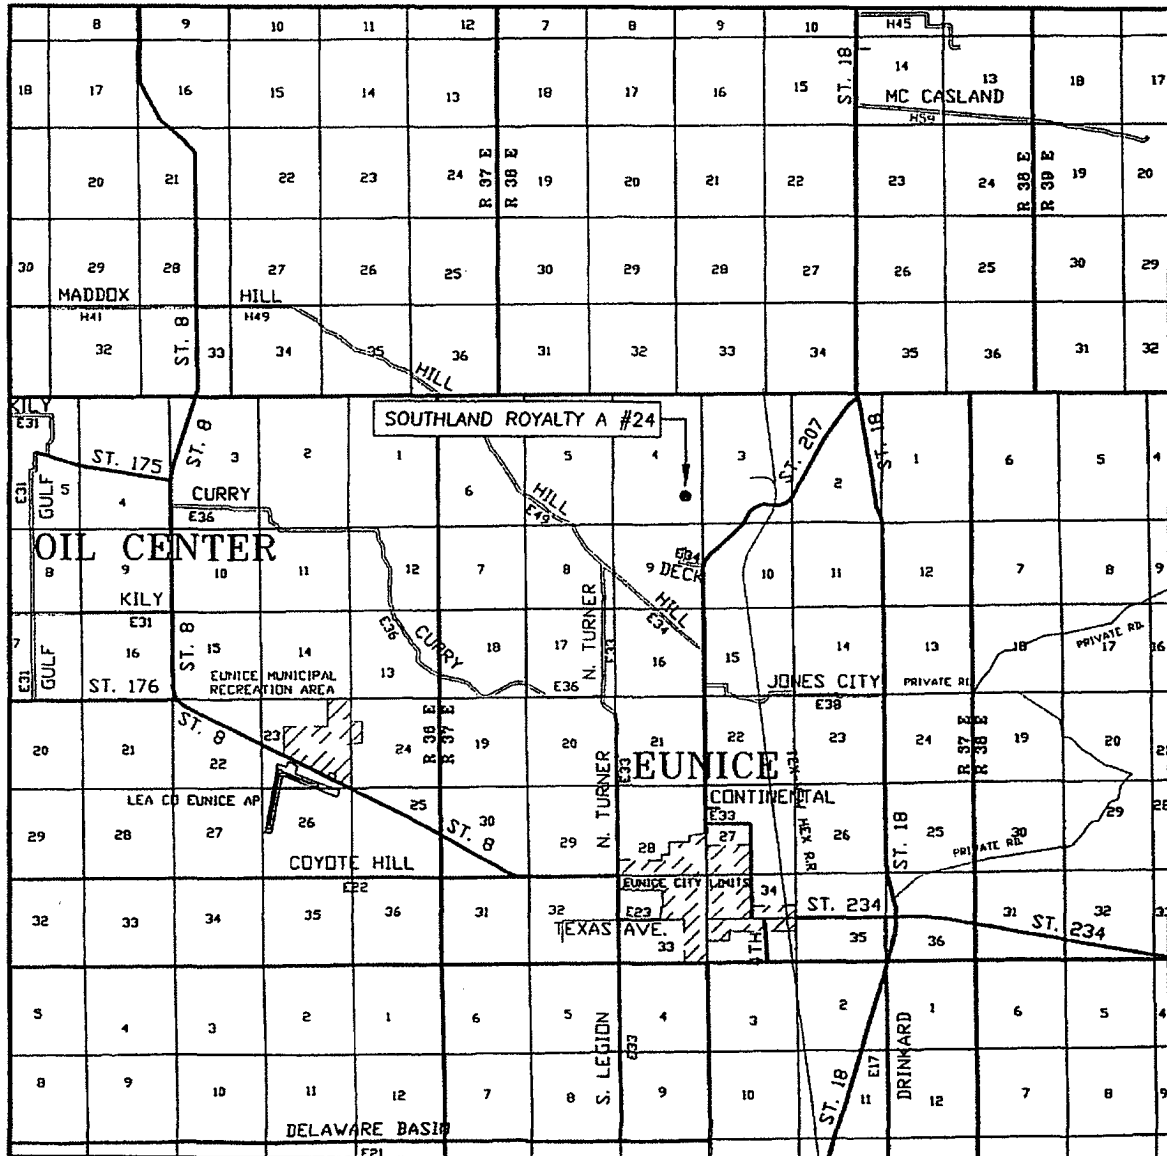 8 9 10 11 12 7 8 9 10 H45
18 17 16 15 14 13 18 17 16 15 ST. 18 14 13 18 17
MC CASLAND
H59
20 21 22 23 24 R 37 E R 38 E 19 20 21 22 23 24 R 38 E R 39 E 19 20
30 29 28 27 26 25 30 29 28 27 26 25 30 29
MADDOX HILL
H41 ST. 8 H49
32 33 34 35 36 31 32 33 34 35 36 31 32
HILL
KILY
E31
SOUTHLAND ROYALTY A #24
ST. 175 ST. 8 3 2 1 5 4 3 ST. 207 ST. 18 1 6 5 4
E31 GULF 5 4 CURRY 6 HILL 2
E36 E49
OIL CENTER
E34
DECK
8 9 10 11 12 7 8 9 10 11 12 7 8 9
KILY HILL
E31 E36 E34
7 GULF 16 ST. 8 15 14 13 CURRY 18 17 N. TURNER E33 16 15 14 13 18 17 16
PRIVATE RD.
EUNICE MUNICIPAL
RECREATION AREA
E31 ST. 176 E36 JONES CITY PRIVATE RD.
E38
ST. 8
20 21 22 23 24 R 36 E R 37 E 19 20 21 22 23 24 R 37 E R 38 E 19 20
EUNICE
E33
LEA CO EUNICE AP CONTINENTAL
E33
29 28 27 26 25 30 29 N. TURNER 28 27 26 ST. 18 25 30 29 28
ST. 8 HEX R.R PRIVATE RD.
COYOTE HILL
E22
EUNICE CITY LIMITS 34
32 33 34 35 36 31 32 E23 ST. 234 31 32
TEXAS AVE. ST. 234
33 4TH 35 36
5 4 3 2 1 6 5 S. LEGION 4 3 2 1 6 5 4
E33 E17 DRINKARD
8 9 10 11 12 7 8 9 10 ST. 18 11 12 7 8 9
DELAWARE BASIN
E21